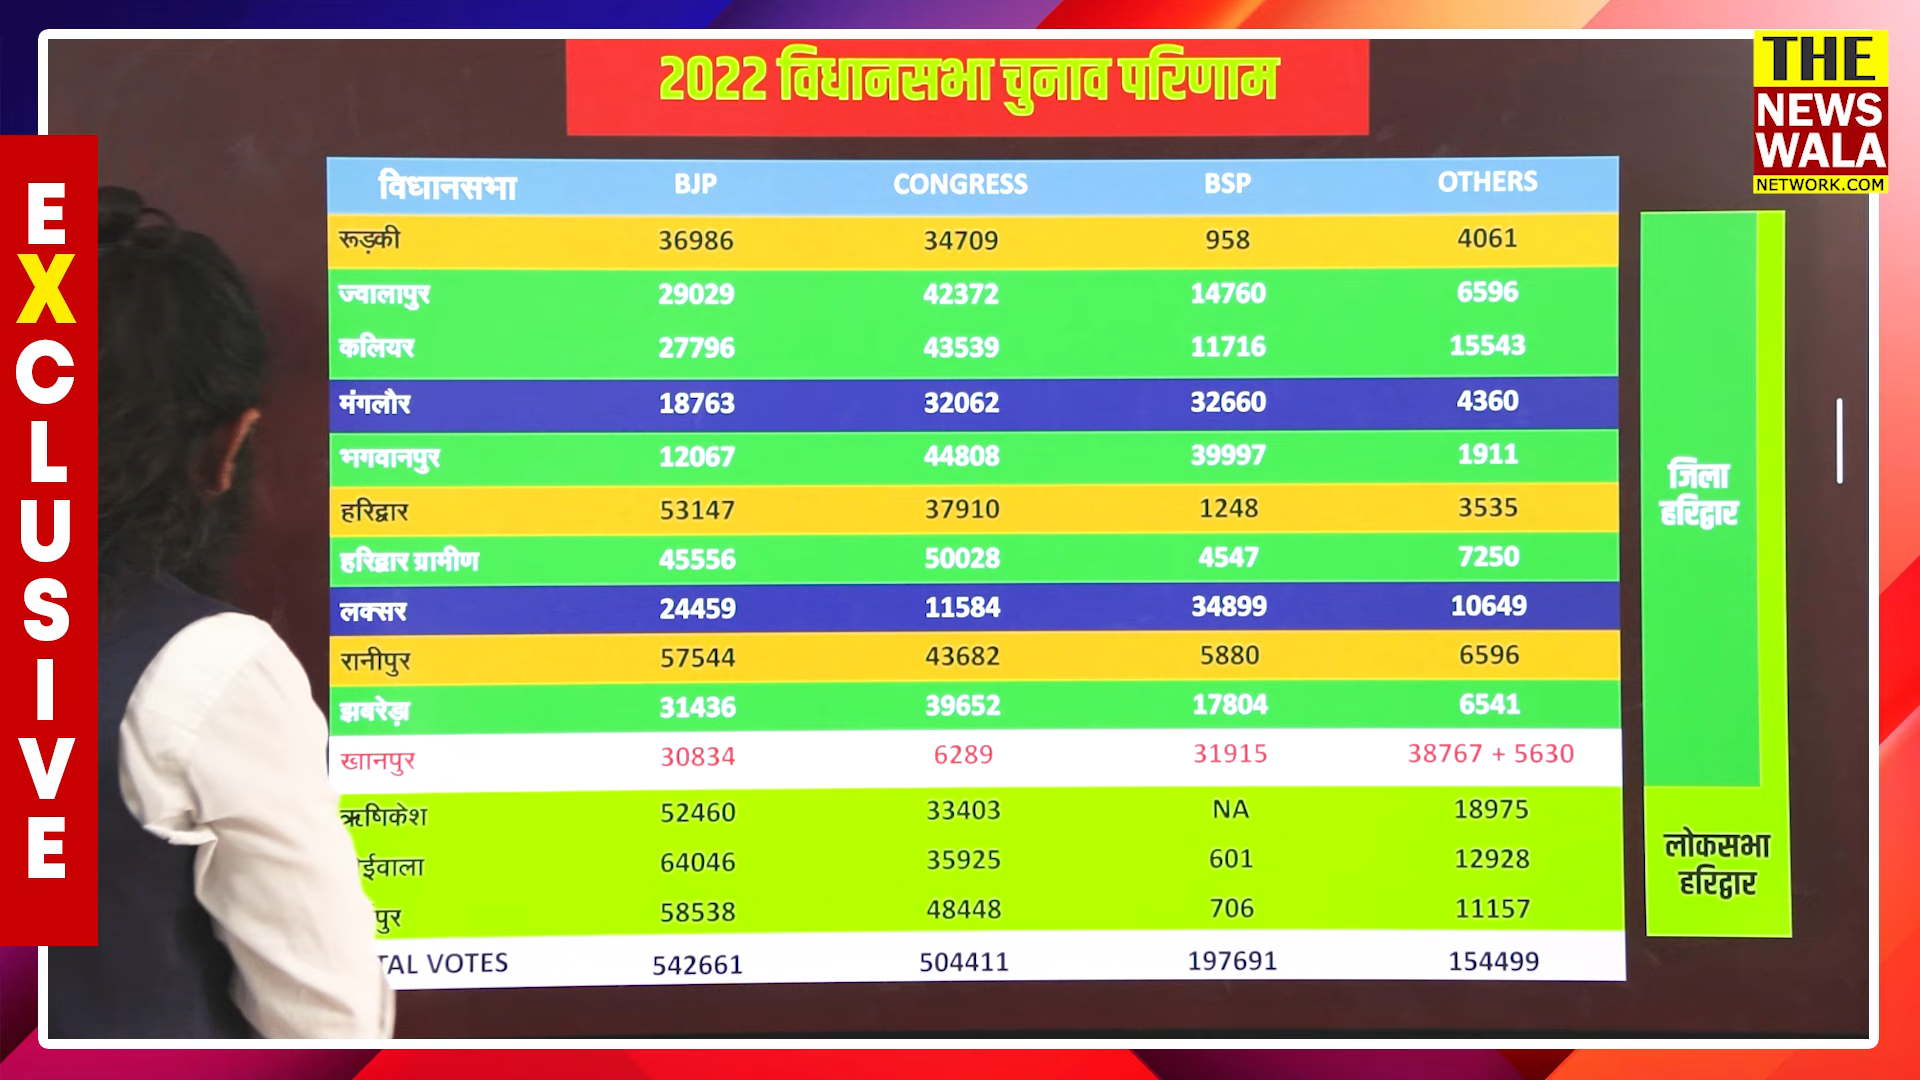 2022 विधानसभा चुनाव परिणाम
THE
NEWS
WALA
NETWORK.COM
EXCLUSIVE
विधानसभा BJP CONGRESS BSP OTHERS
रूड़की 36986 34709 958 4061
ज्वालापुर 29029 42372 14760 6596
कलियर 27796 43539 11716 15543
मंगलौर 18763 32062 32660 4360
भगवानपुर 12067 44808 39997 1911
हरिद्वार 53147 37910 1248 3535
हरिद्वार ग्रामीण 45556 50028 4547 7250
लक्सर 24459 11584 34899 10649
रानीपुर 57544 43682 5880 6596
झबरेड़ा 31436 39652 17804 6541
खानपुर 30834 6289 31915 38767 + 5630
ऋषिकेश 52460 33403 NA 18975
64046 35925 601 12928
58538 48448 706 11157
VOTES 542661 504411 197691 154499
जिला
हरिद्वार
लोकसभा
हरिद्वार